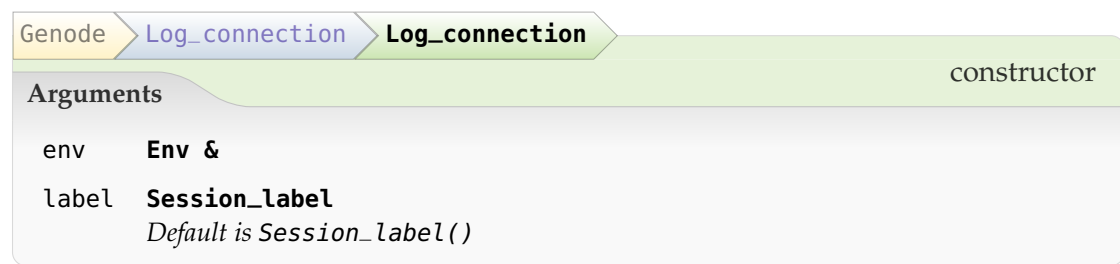 Genode Log_connection Log_connection
constructor
Arguments
env Env &
label Session_label
Default is Session_label()